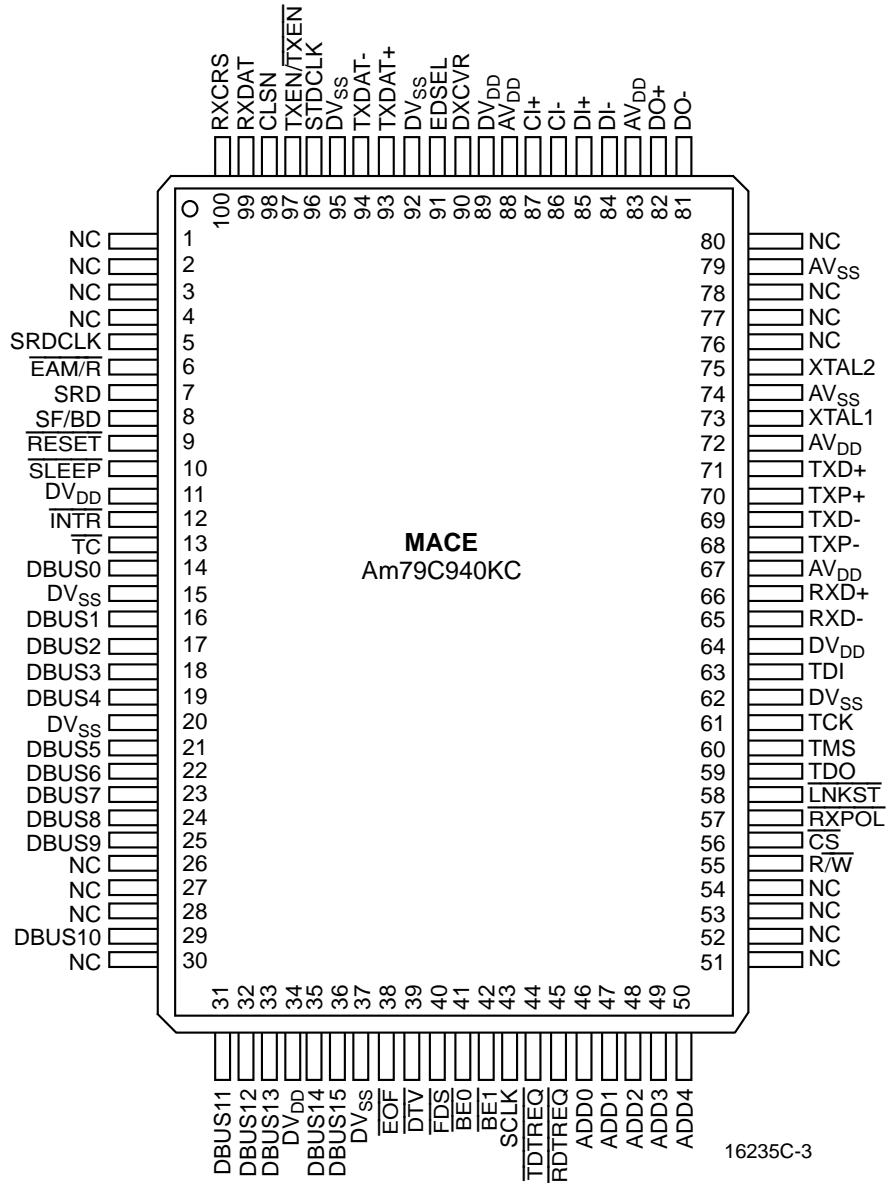 RXCRS
RXDAT
CLSN
TXEN/TXEN
STDCLK
DVSS
TXDAT-
TXDAT+
DVSS
EDSEL
DXCVR
DVDD
AVDD
CI+
CI-
DI+
DI-
AVDD
DO+
DO-
100
99
98
97
96
95
94
93
92
91
90
89
88
87
86
85
84
83
82
81
NC 1
NC 2
NC 3
NC 4
SRDCLK 5
EAM/R 6
SRD 7
SF/BD 8
RESET 9
SLEEP 10
DVDD 11
INTR 12
TC 13
DBUS0 14
DVSS 15
DBUS1 16
DBUS2 17
DBUS3 18
DBUS4 19
DVSS 20
DBUS5 21
DBUS6 22
DBUS7 23
DBUS8 24
DBUS9 25
NC 26
NC 27
NC 28
DBUS10 29
NC 30
MACE
Am79C940KC
80 NC
79 AVSS
78 NC
77 NC
76 NC
75 XTAL2
74 AVSS
73 XTAL1
72 AVDD
71 TXD+
70 TXP+
69 TXD-
68 TXP-
67 AVDD
66 RXD+
65 RXD-
64 DVDD
63 TDI
62 DVSS
61 TCK
60 TMS
59 TDO
58 LNKST
57 RXPOL
56 CS
55 R/W
54 NC
53 NC
52 NC
51 NC
31
32
33
34
35
36
37
38
39
40
41
42
43
44
45
46
47
48
49
50
DBUS11
DBUS12
DBUS13
DVDD
DBUS14
DBUS15
DVSS
EOF
DTV
FDS
BE0
BE1
SCLK
TDTREQ
RDTREQ
ADD0
ADD1
ADD2
ADD3
ADD4
16235C-3